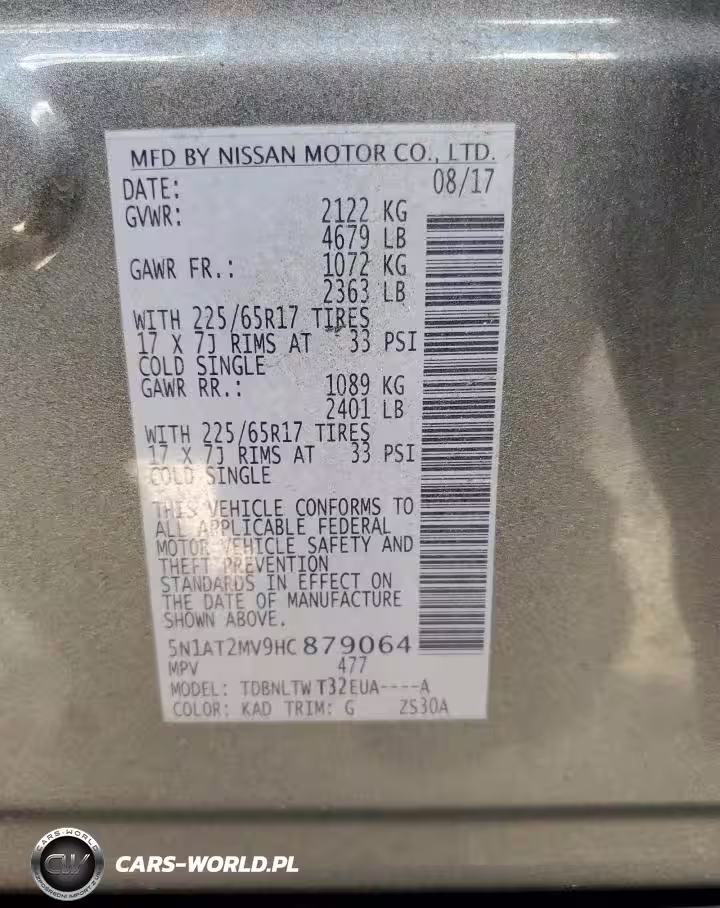 MFD BY NISSAN MOTOR CO., LTD.
DATE: 08/17
GVWR: 2122 KG
4679 LB
GAWR FR.: 1072 KG
2363 LB
WITH 225/65R17 TIRES
17 X 7J RIMS AT 33 PSI
COLD SINGLE
GAWR RR.: 1089 KG
2401 LB
WITH 225/65R17 TIRES
17 X 7J RIMS AT 33 PSI
COLD SINGLE
THIS VEHICLE CONFORMS TO
ALL APPLICABLE FEDERAL
MOTOR VEHICLE SAFETY AND
THEFT PREVENTION
STANDARDS IN EFFECT ON
THE DATE OF MANUFACTURE
SHOWN ABOVE.
5N1AT2MV9HC879064
MPV 477
MODEL: TDBNLTWT32EUA----A
COLOR: KAD TRIM: G ZS30A
CARS-WORLD
CW
CARS-WORLD.PL